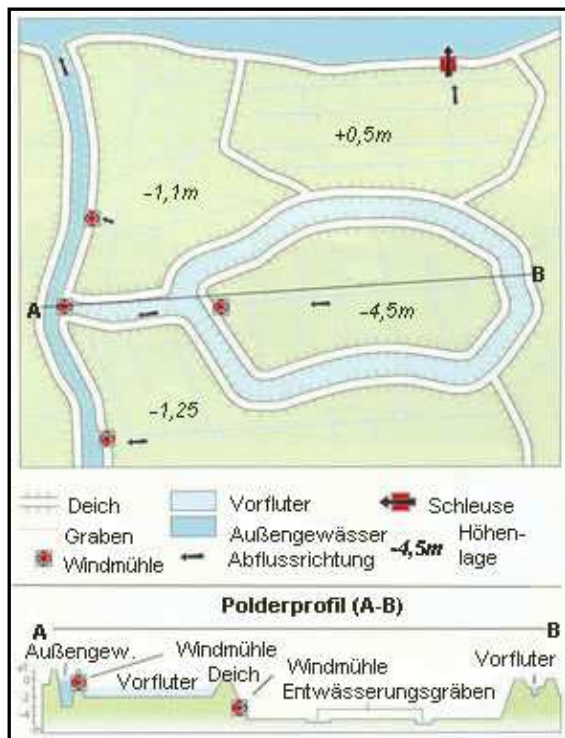 +0,5m
-1,1m
A
B
-4,5m
-1,25
Deich
Vorfluter
Schleuse
Graben
Außengewässer
Höhen-
Windmühle
Abflussrichtung
-4,5m
lage
Polderprofil (A-B)
A
B
Außengew.
Windmühle
Deich
Windmühle
Vorfluter
Vorfluter
Entwässerungsgräben